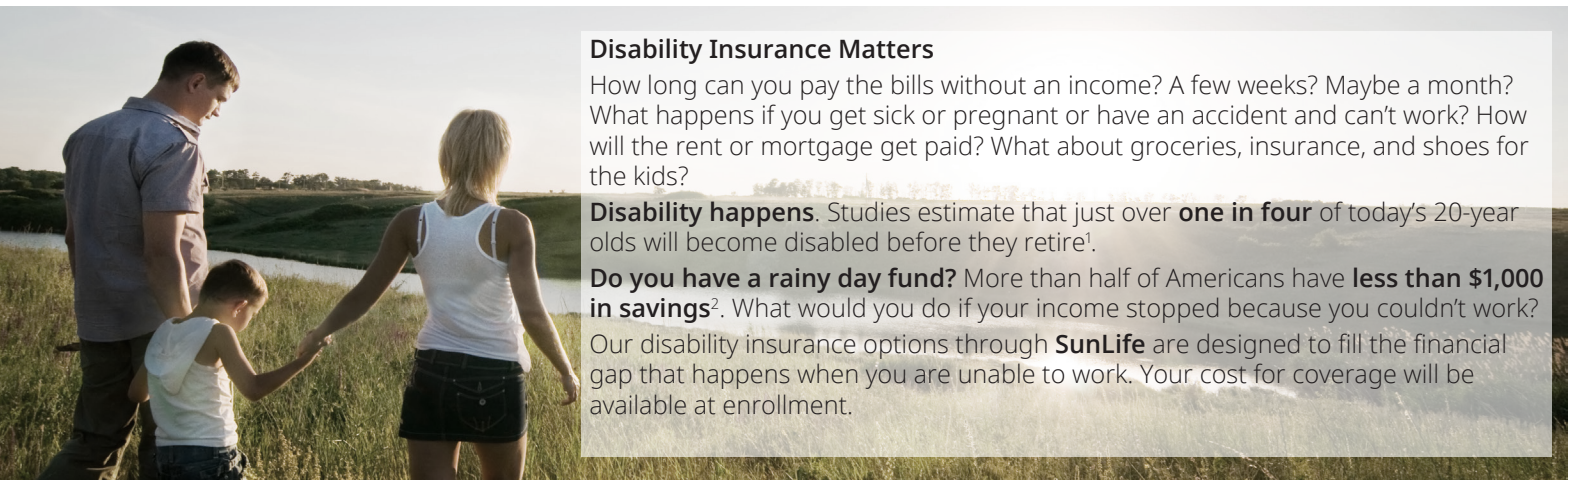 Disability Insurance Matters
How long can you pay the bills without an income? A few weeks? Maybe a month?
What happens if you get sick or pregnant or have an accident and can’t work? How
will the rent or mortgage get paid? What about groceries, insurance, and shoes for
the kids?
Disability happens. Studies estimate that just over one in four of today’s 20-year
olds will become disabled before they retire¹.
Do you have a rainy day fund? More than half of Americans have less than $1,000
in savings². What would you do if your income stopped because you couldn’t work?
Our disability insurance options through SunLife are designed to fill the financial
gap that happens when you are unable to work. Your cost for coverage will be
available at enrollment.